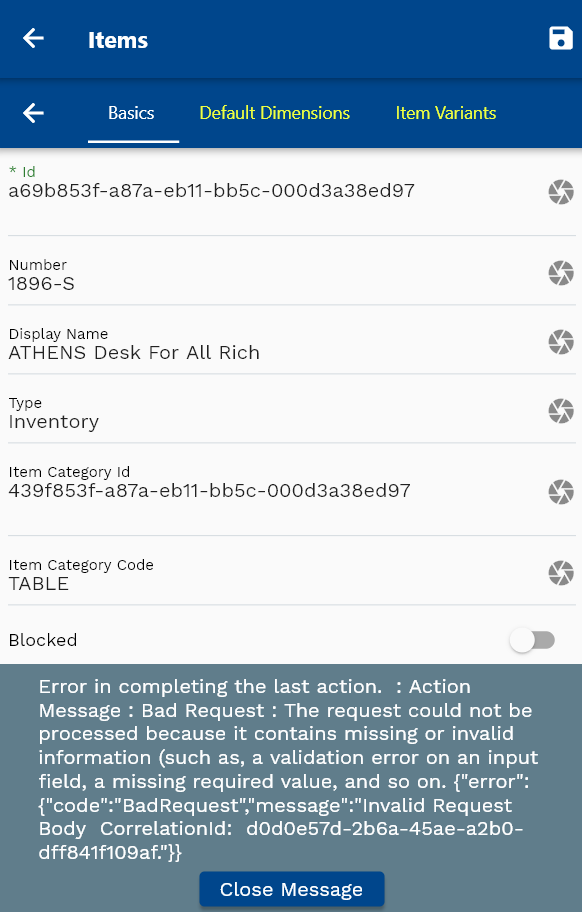 Items
Basics Default Dimensions Item Variants
* Id
a69b853f-a87a-eb11-bb5c-000d3a38ed97
Number
1896-S
Display Name
ATHENS Desk For All Rich
Type
Inventory
Item Category Id
439f853f-a87a-eb11-bb5c-000d3a38ed97
Item Category Code
TABLE
Blocked
Error in completing the last action.  : Action
Message : Bad Request : The request could not be
processed because it contains missing or invalid
information (such as, a validation error on an input
field, a missing required value, and so on. {"error":
{"code":"BadRequest","message":"Invalid Request
Body  CorrelationId:  d0d0e57d-2b6a-45ae-a2b0-
dff841f109af."}}
Close Message